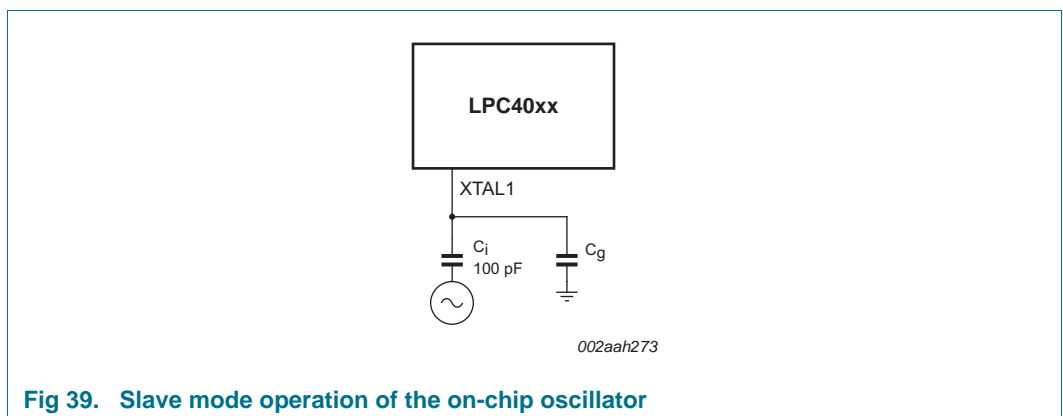 LPC40xx
XTAL1
Ci
100 pF
Cg
002aah273
Fig 39. Slave mode operation of the on-chip oscillator